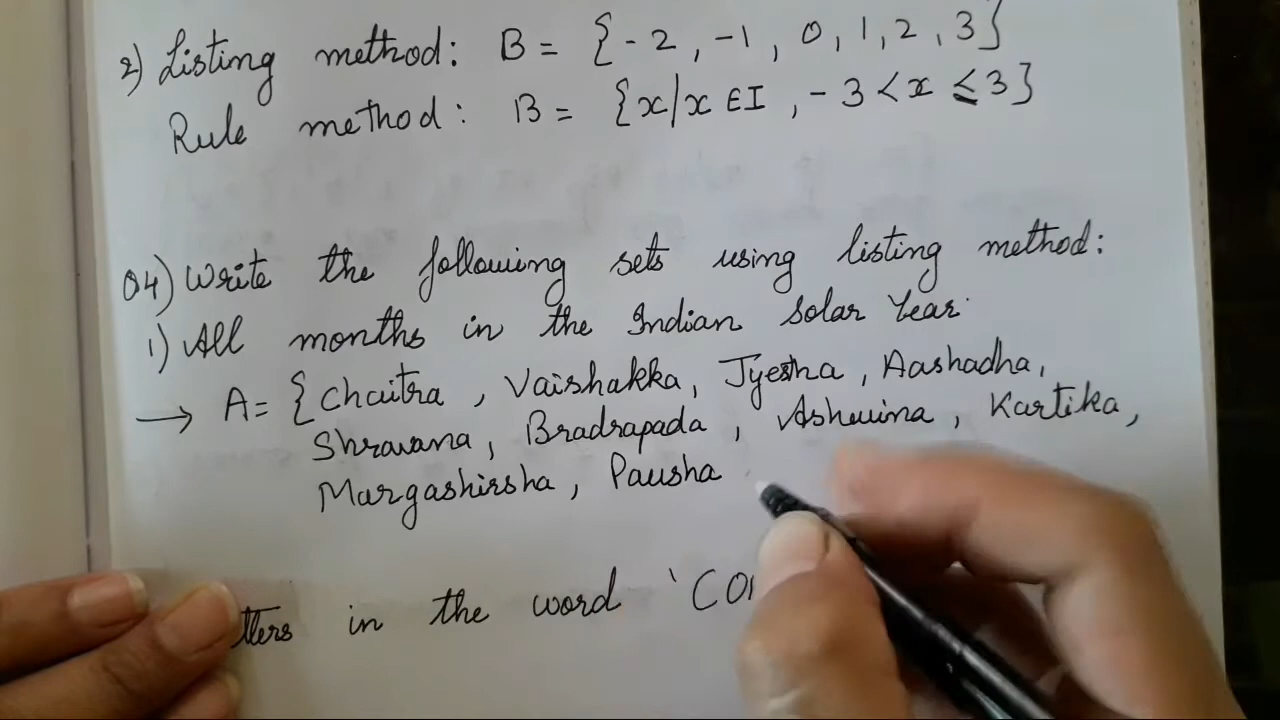 2) Listing method: B = {-2, -1, 0, 1, 2, 3}
Rule method: B = {x/x ∈ I, -3 < x ≤ 3}
Q4) Write the following sets using listing method:
1) All months in the Indian Solar Year.
→ A = {Chaitra, Vaishakka, Jyestha, Aashadha,
Shravana, Bradrapada, Ashwina, Kartika,
Margashirsha, Pausha
in the word '